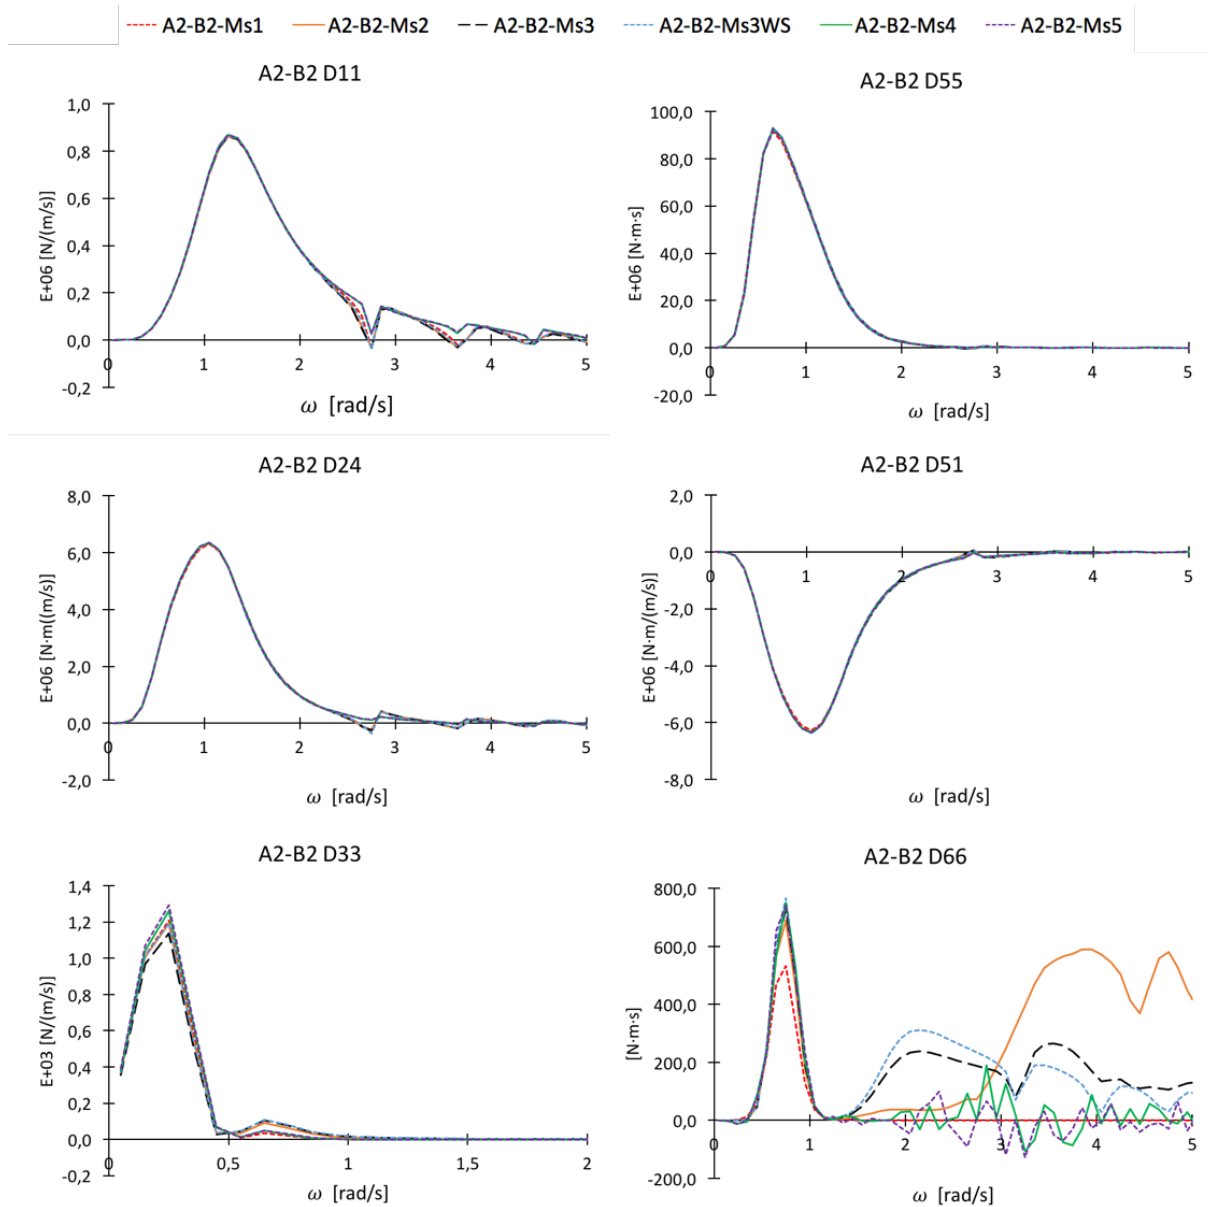 A2-B2-Ms1 A2-B2-Ms2 A2-B2-Ms3 A2-B2-Ms3WS A2-B2-Ms4 A2-B2-Ms5
A2-B2 D11
E+06 [N/(m/s)]
1,0
0,8
0,6
0,4
0,2
0,0
-0,2
0 1 2 3 4 5
ω [rad/s]
A2-B2 D55
E+06 [N·m·s]
100,0
80,0
60,0
40,0
20,0
0,0
-20,0
0 1 2 3 4 5
ω [rad/s]
A2-B2 D24
E+06 [N·m((m/s)]
8,0
6,0
4,0
2,0
0,0
-2,0
0 1 2 3 4 5
ω [rad/s]
A2-B2 D51
E+06 [N·m/(m/s)]
2,0
0,0
-2,0
-4,0
-6,0
-8,0
0 1 2 3 4 5
ω [rad/s]
A2-B2 D33
E+03 [N/(m/s)]
1,4
1,2
1,0
0,8
0,6
0,4
0,2
0,0
-0,2
0 0,5 1 1,5 2
ω [rad/s]
A2-B2 D66
[N·m·s]
800,0
600,0
400,0
200,0
0,0
-200,0
0 1 2 3 4 5
ω [rad/s]